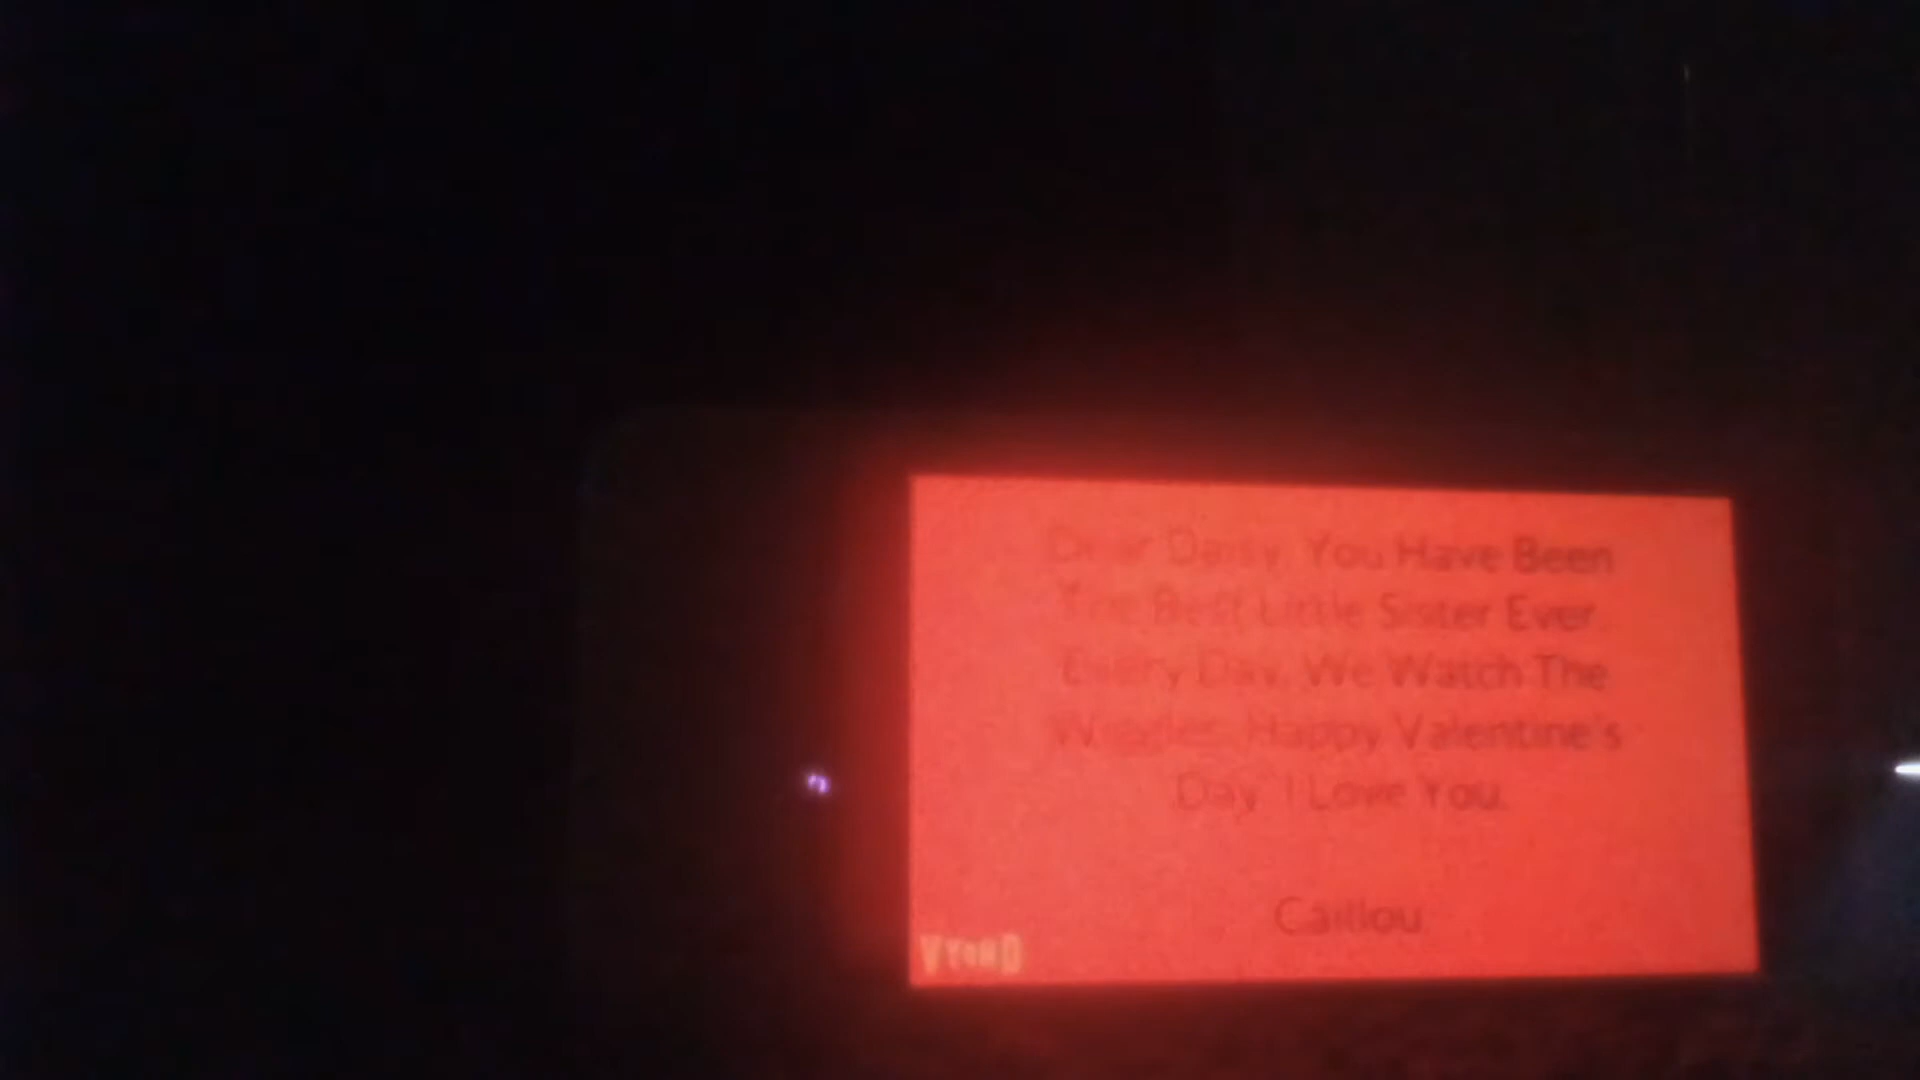 Dear Daisy, You Have Been
The Best Little Sister Ever.
Every Day, We Watch The
Wiggles. Happy Valentine's
Day. I Love You.
Caillou
VYOND